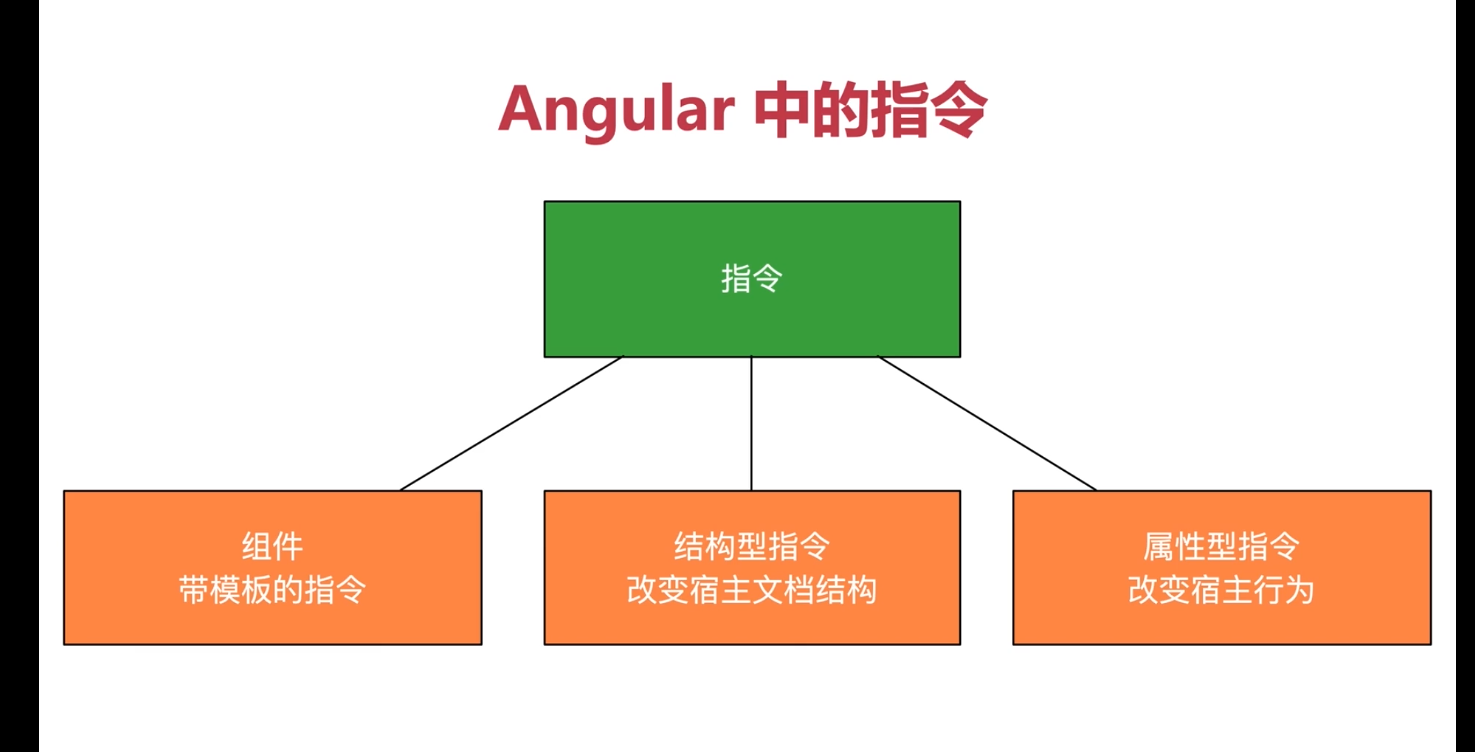 Angular 中的指令
指令
组件
带模板的指令
结构型指令
改变宿主文档结构
属性型指令
改变宿主行为